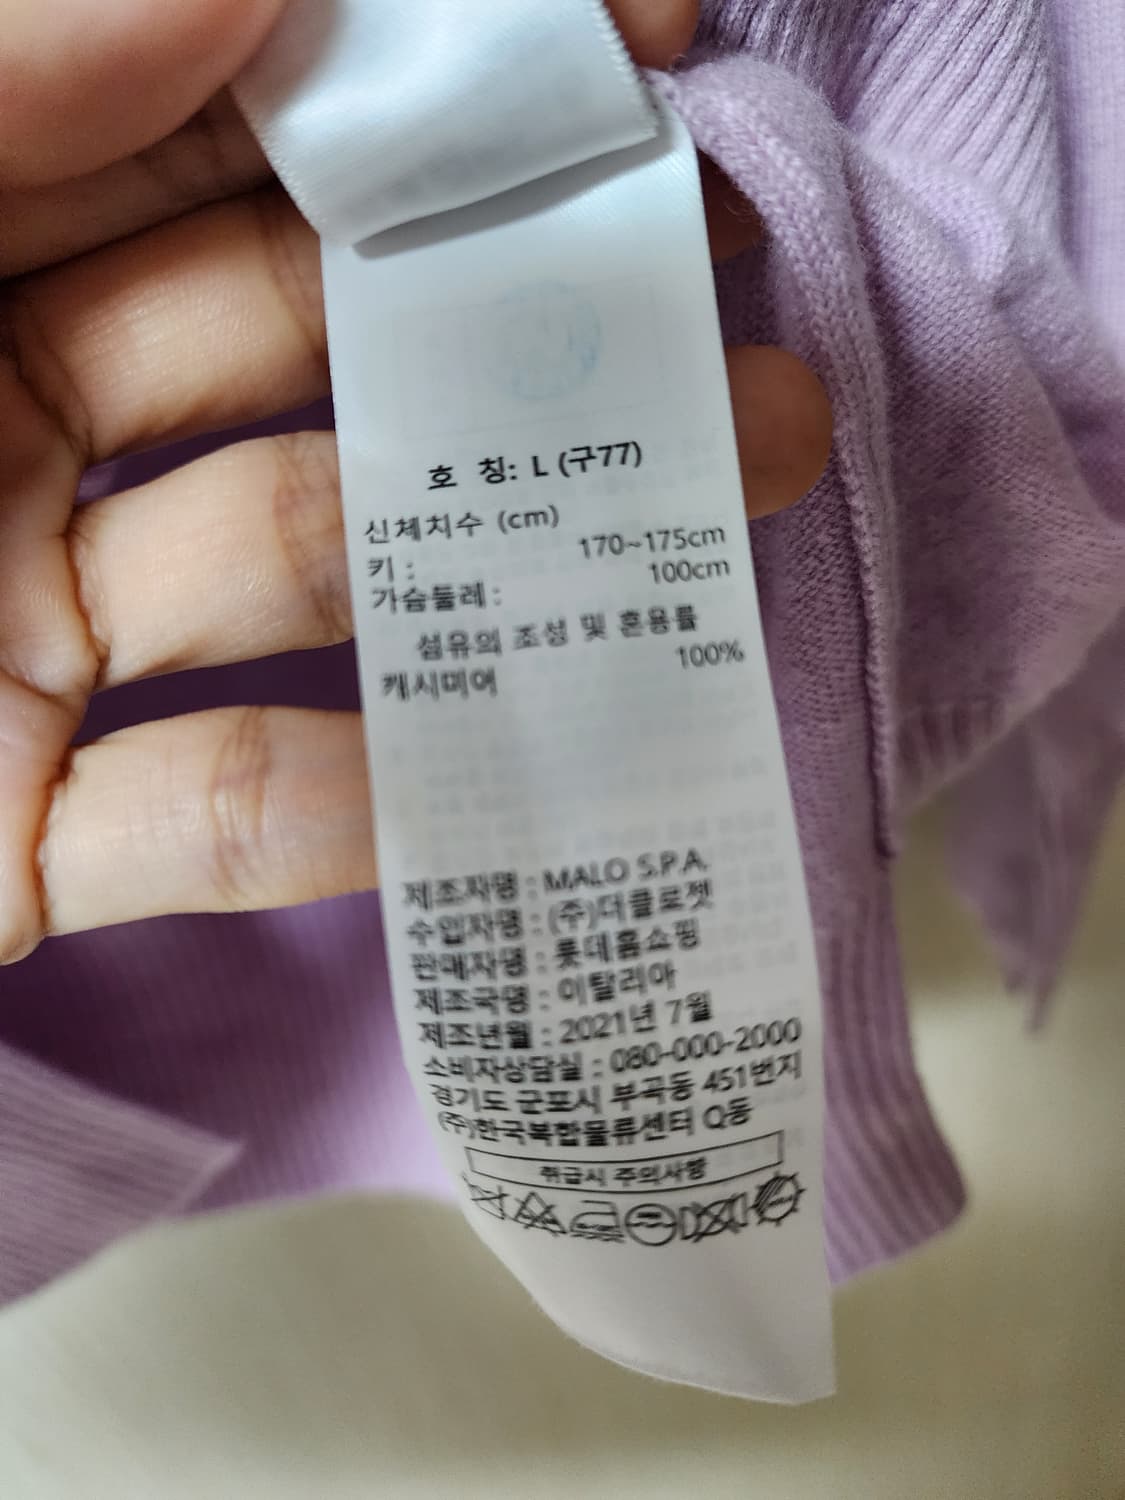 호 칭: L (구77)
신체치수 (cm)
키 : 170~175cm
가슴둘레 : 100cm
섬유의 조성 및 혼용률
캐시미어 100%
제조자명 : MALO S.P.A.
수입자명 : (주)더클로젯
판매자명 : 롯데홈쇼핑
제조국명 : 이탈리아
제조년월 : 2021년 7월
소비자상담실 : 080-000-2000
경기도 군포시 부곡동 451번지
(주)한국복합물류센터 Q동
취급시 주의사항